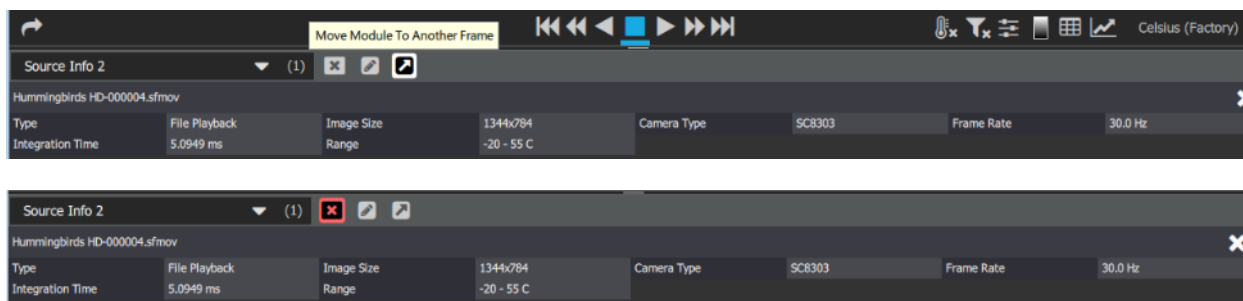 Move Module To Another Frame
Celsius (Factory)
Source Info 2 (1)
Hummingbirds HD-000004.sfmov
Type File Playback Image Size 1344x784 Camera Type SC8303 Frame Rate 30.0 Hz
Integration Time 5.0949 ms Range -20 - 55 C
Source Info 2 (1)
Hummingbirds HD-000004.sfmov
Type File Playback Image Size 1344x784 Camera Type SC8303 Frame Rate 30.0 Hz
Integration Time 5.0949 ms Range -20 - 55 C